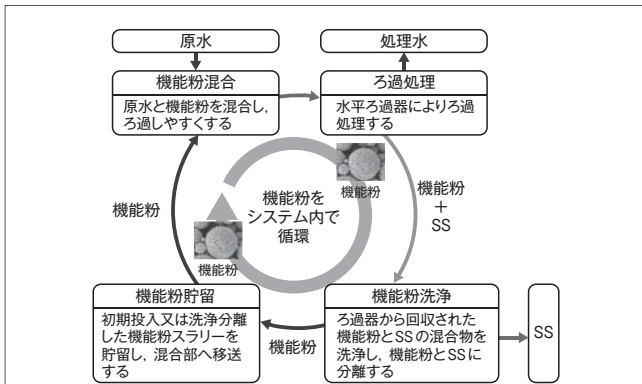 原水
処理水
機能粉混合
原水と機能粉を混合し，
ろ過しやすくする
ろ過処理
水平ろ過器によりろ過
処理する
機能粉
機能粉を
システム内で
循環
機能粉
機能粉
機能粉
＋
SS
機能粉貯留
初期投入又は洗浄分離
した機能粉スラリーを
貯留し，混合部へ移送
する
機能粉
機能粉洗浄
ろ過器から回収された
機能粉とSSの混合物を
洗浄し，機能粉とSSに
分離する
SS